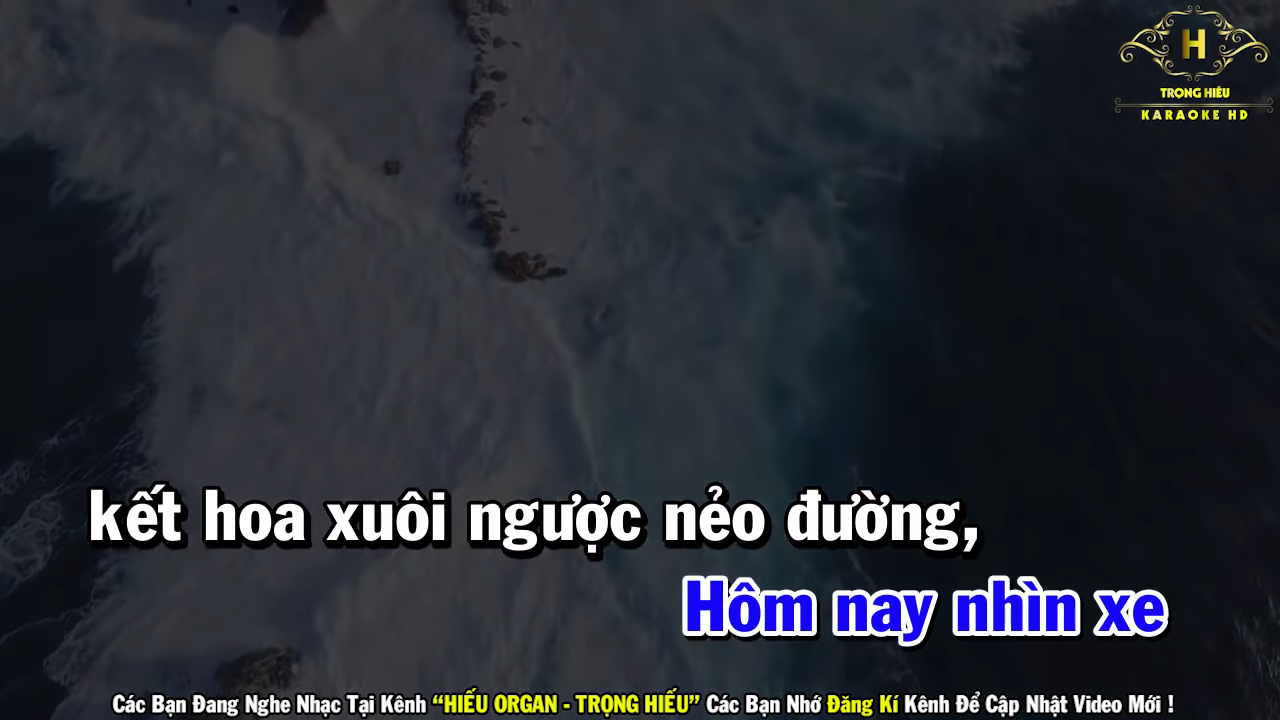 H
TRỌNG HIẾU
KARAOKE HD
kết hoa xuôi ngược nẻo đường,
Hôm nay nhìn xe
Các Bạn Đang Nghe Nhạc Tại Kênh “HIẾU ORGAN - TRỌNG HIẾU” Các Bạn Nhớ Đăng Kí Kênh Để Cập Nhật Video Mới !